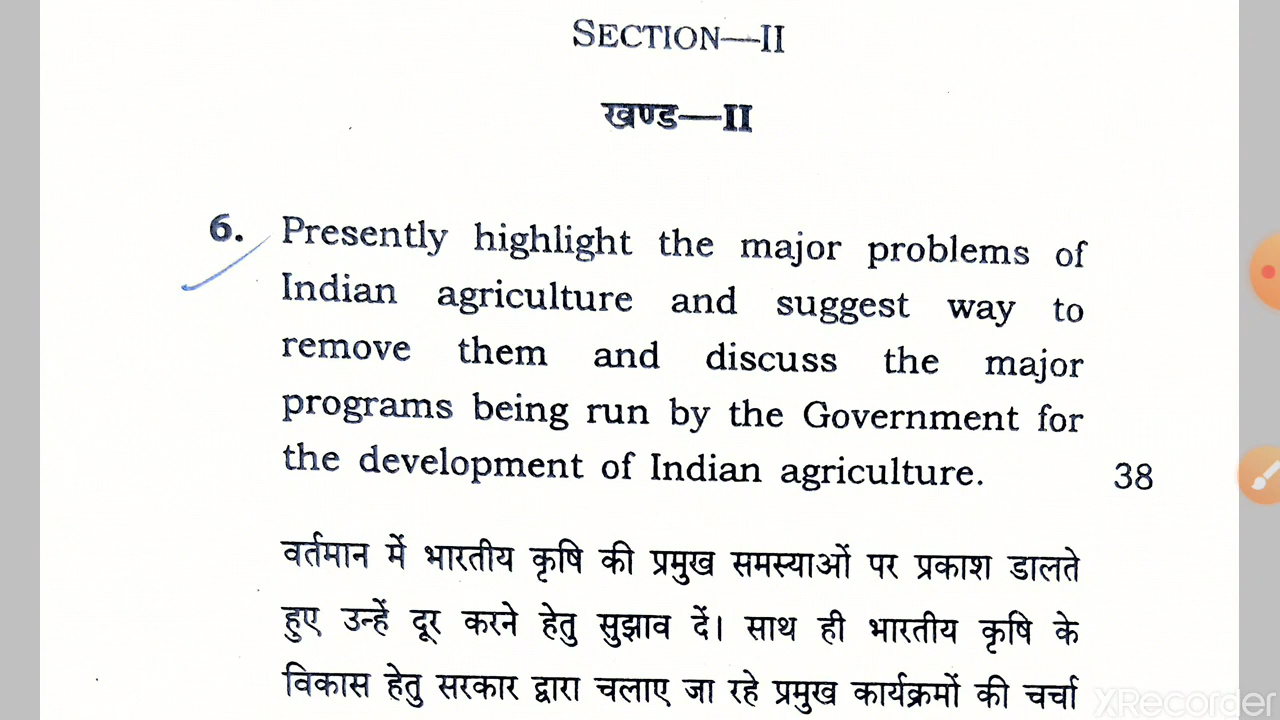 SECTION—II
खण्ड—II
6. Presently highlight the major problems of
Indian agriculture and suggest way to
remove them and discuss the major
programs being run by the Government for
the development of Indian agriculture. 38
वर्तमान में भारतीय कृषि की प्रमुख समस्याओं पर प्रकाश डालते
हुए उन्हें दूर करने हेतु सुझाव दें। साथ ही भारतीय कृषि के
विकास हेतु सरकार द्वारा चलाए जा रहे प्रमुख कार्यक्रमों की चर्चा
XRecorder